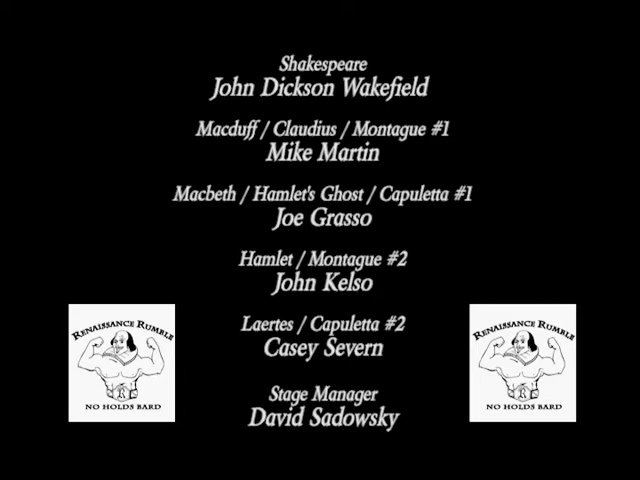 Shakespeare
John Dickson Wakefield
Macduff / Claudius / Montague #1
Mike Martin
Macbeth / Hamlet's Ghost / Capuletta #1
Joe Grasso
Hamlet / Montague #2
John Kelso
Laertes / Capuletta #2
Casey Severn
Stage Manager
David Sadowsky
RENAISSANCE RUMBLE
R
NO HOLDS BARD
RENAISSANCE RUMBLE
R
NO HOLDS BARD